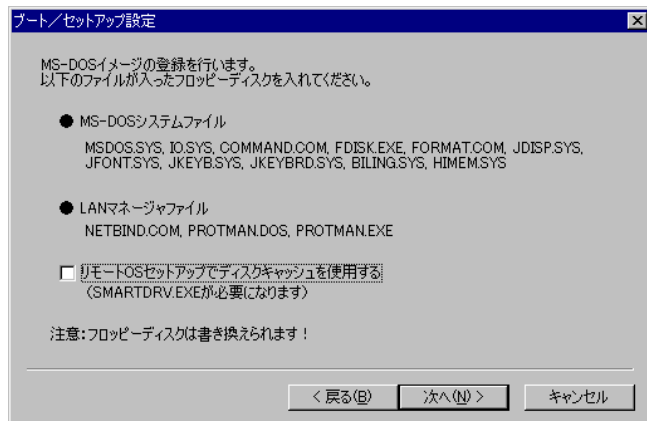 ブート／セットアップ設定
MS-DOSイメージの登録を行います。
以下のファイルが入ったフロッピーディスクを入れてください。
● MS-DOSシステムファイル
MSDOS.SYS, IO.SYS, COMMAND.COM, FDISK.EXE, FORMAT.COM, JDISP.SYS,
JFONT.SYS, JKEYB.SYS, JKEYBRD.SYS, BILING.SYS, HIMEM.SYS
● LANマネージャファイル
NETBIND.COM, PROTMAN.DOS, PROTMAN.EXE
リモートOSセットアップでディスクキャッシュを使用する
（SMARTDRV.EXEが必要になります）
注意：フロッピーディスクは書き換えられます！
< 戻る(B) 次へ(N) > キャンセル